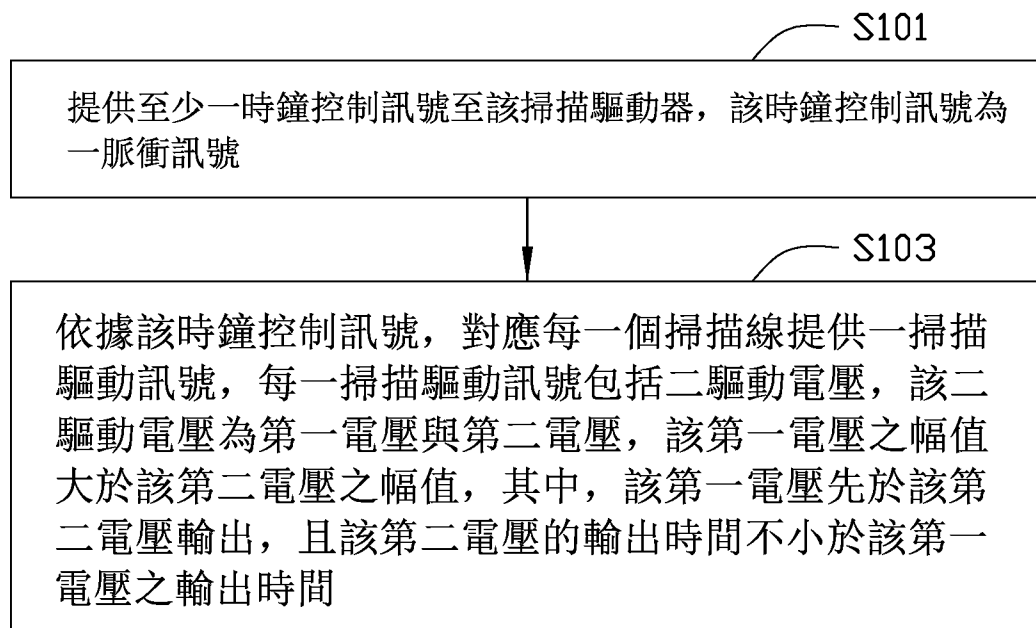 S101
提供至少一時鐘控制訊號至該掃描驅動器，該時鐘控制訊號為
一脈衝訊號
S103
依據該時鐘控制訊號，對應每一個掃描線提供一掃描
驅動訊號，每一掃描驅動訊號包括二驅動電壓，該二
驅動電壓為第一電壓與第二電壓，該第一電壓之幅值
大於該第二電壓之幅值，其中，該第一電壓先於該第
二電壓輸出，且該第二電壓的輸出時間不小於該第一
電壓之輸出時間